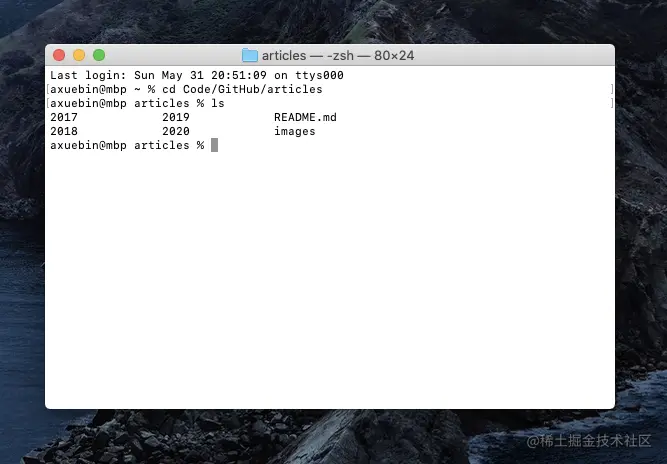 articles — -zsh — 80×24
Last login: Sun May 31 20:51:09 on ttys000
[axuebin@mbp ~ % cd Code/GitHub/articles ]
[axuebin@mbp articles % ls ]
2017 2019 README.md
2018 2020 images
axuebin@mbp articles %
@稀土掘金技术社区